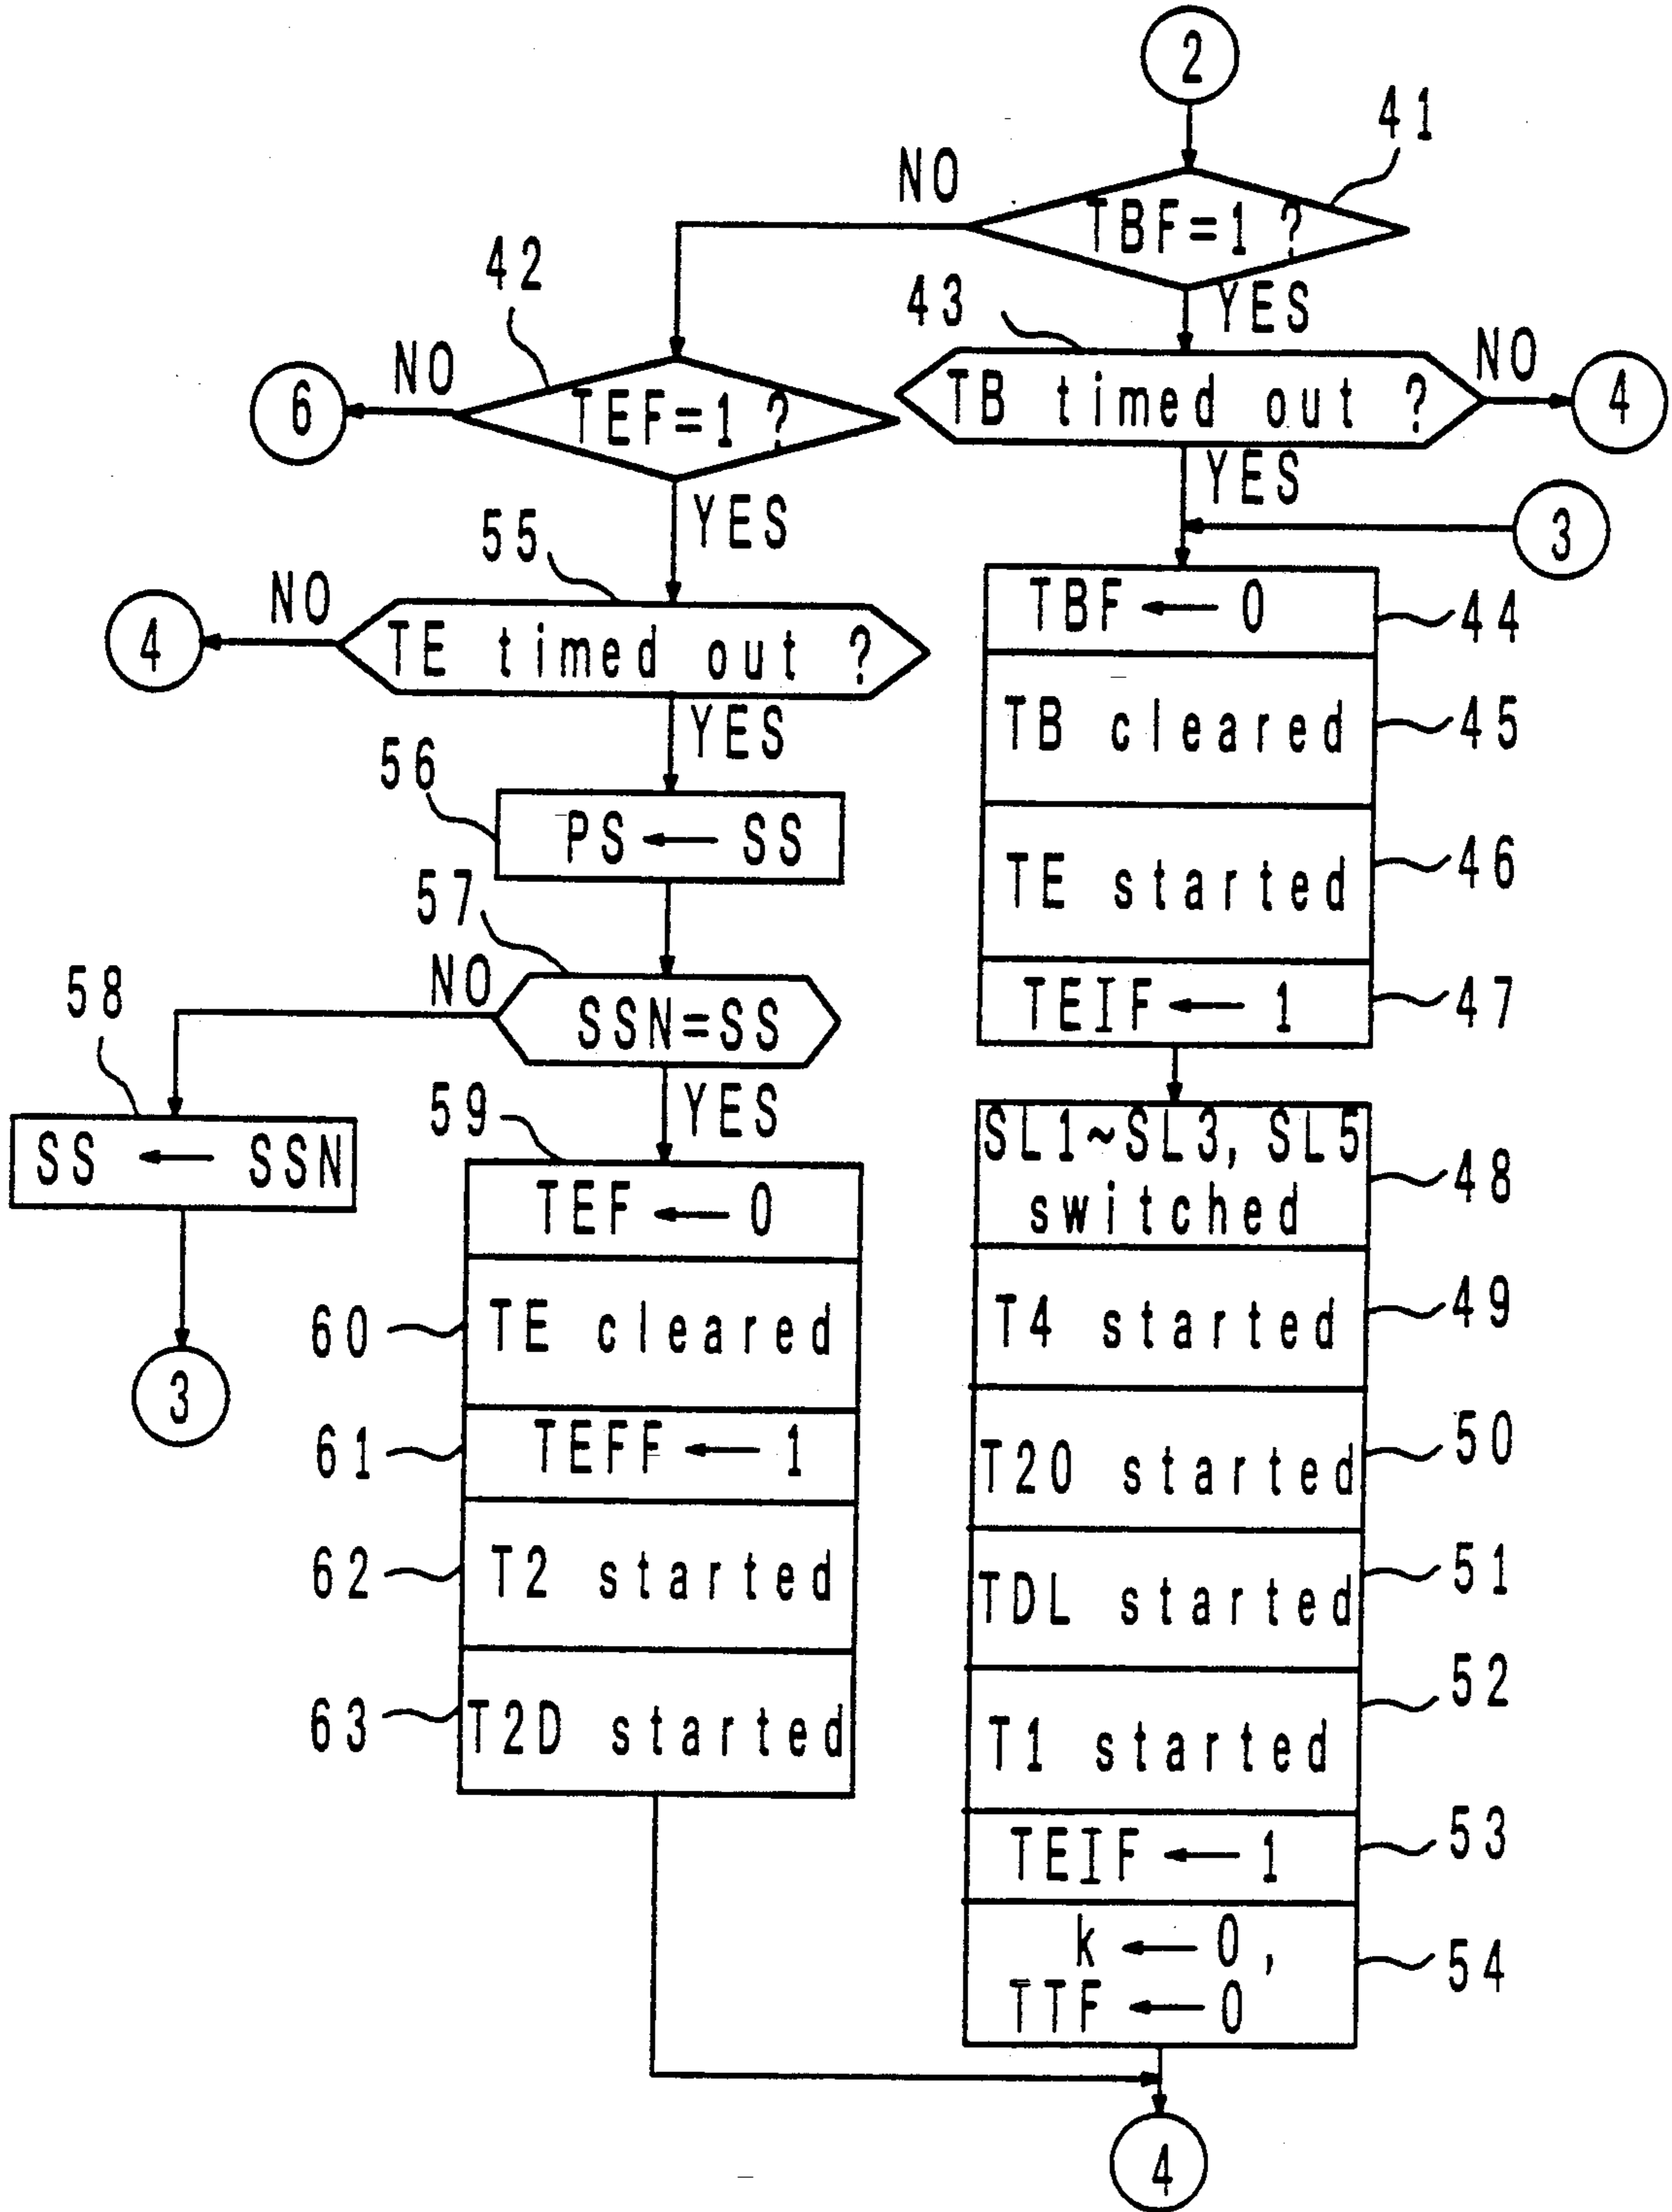 2
41
NO
TBF=1 ?
42
43
YES
NO
6
TEF=1 ?
NO
TB timed out ?
4
YES
YES
3
55
NO
4
TE timed out ?
YES
TBF ← 0
44
TB cleared
45
56
PS ← SS
TE started
46
57
NO
SSN=SS
TEIF ← 1
47
58
YES
SS ← SSN
3
59
TEF ← 0
60
TE cleared
61
TEFF ← 1
62
T2 started
63
T2D started
SL1~SL3, SL5
switched
48
T4 started
49
T20 started
50
TDL started
51
T1 started
52
TEIF ← 1
53
k ← 0,
TTF ← 0
54
4